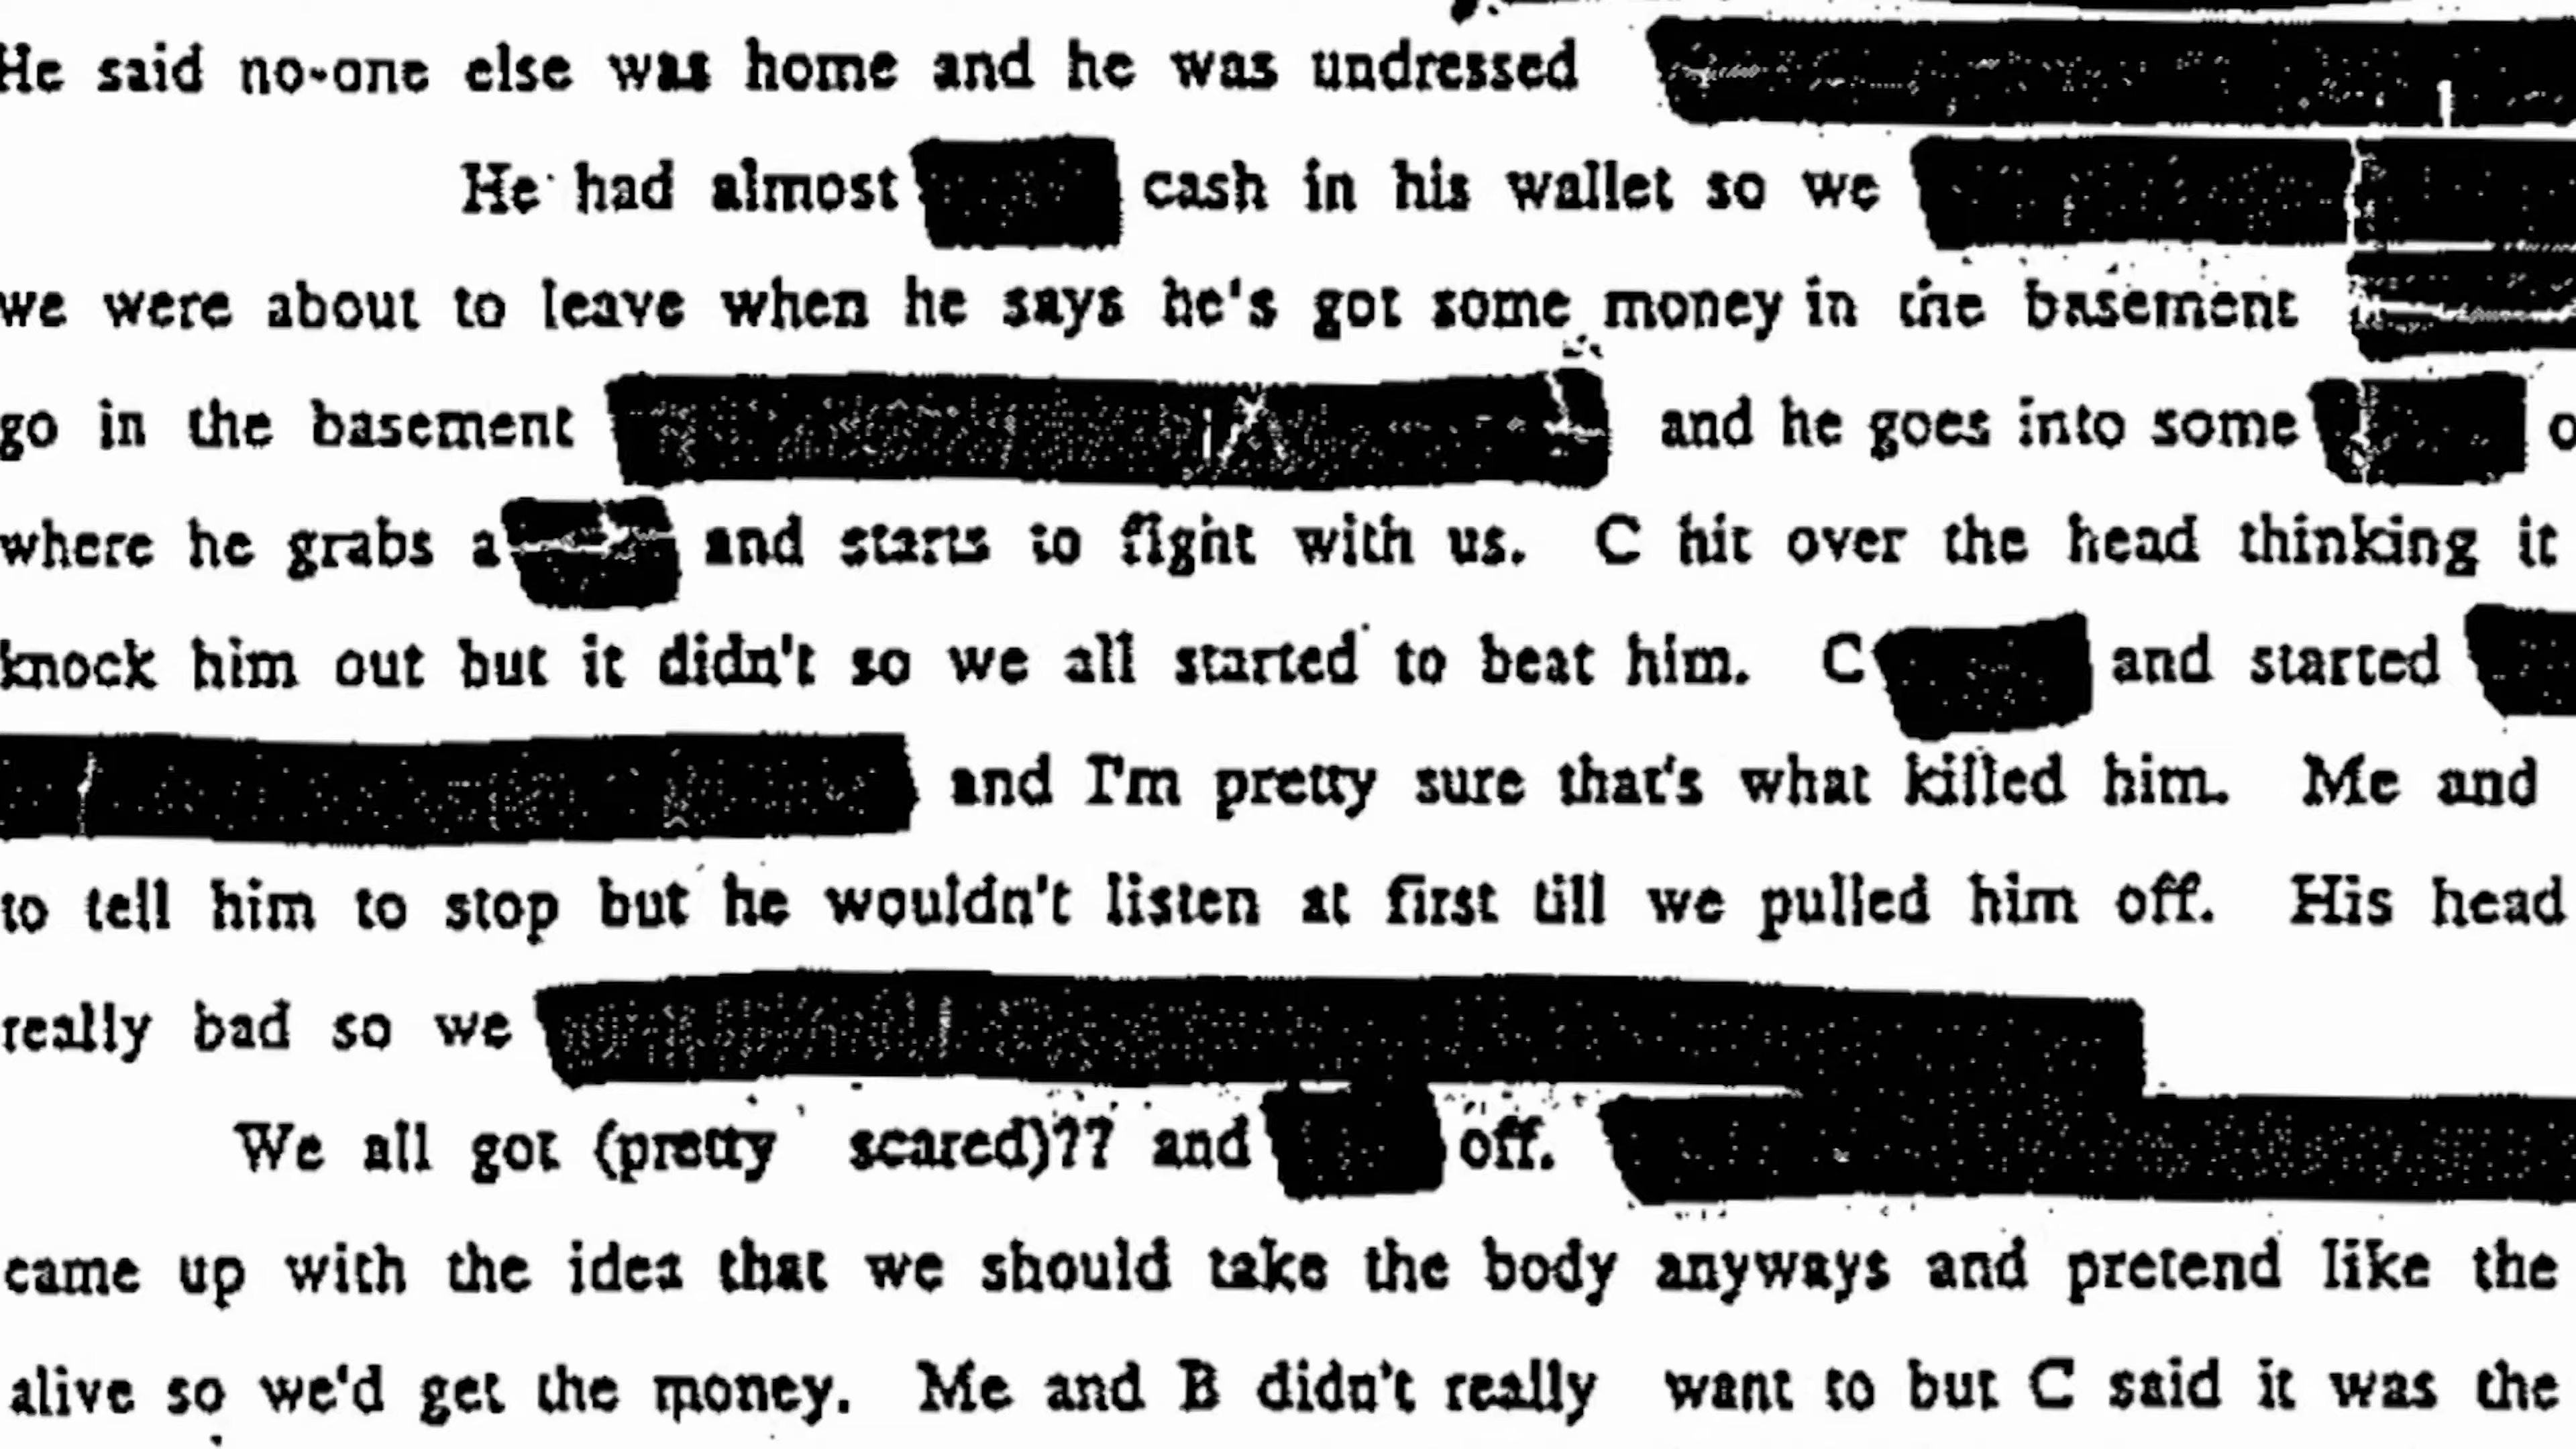 He said no-one else was home and he was undressed
He had almost cash in his wallet so we
we were about to leave when he says he's got some money in the basement
go in the basement and he goes into some
where he grabs a and starts to fight with us. C hit over the head thinking it
knock him out but it didn't so we all started to beat him. C and started
and I'm pretty sure that's what killed him. Me and
to tell him to stop but he wouldn't listen at first till we pulled him off. His head
really bad so we
We all got (pretty scared)?? and off.
came up with the idea that we should take the body anyways and pretend like the
alive so we'd get the money. Me and B didn't really want to but C said it was the